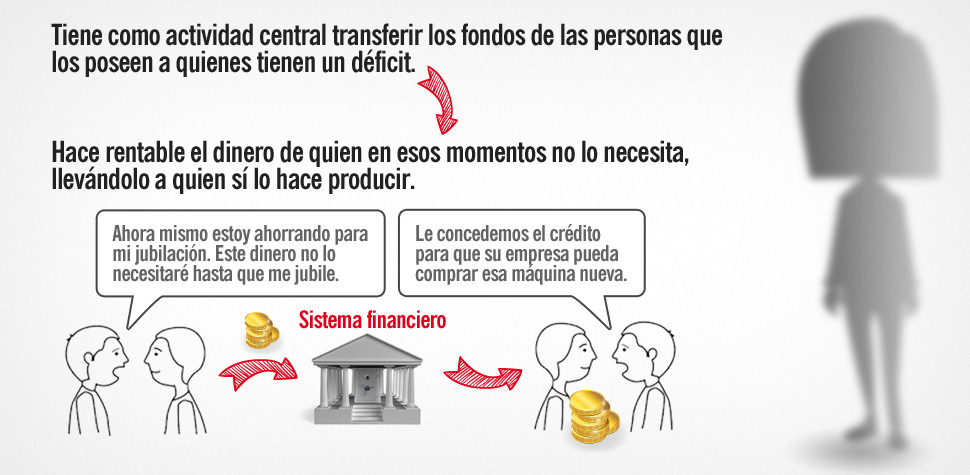 Tiene como actividad central transferir los fondos de las personas que
los poseen a quienes tienen un déficit.
Hace rentable el dinero de quien en esos momentos no lo necesita,
llevándolo a quien sí lo hace producir.
Ahora mismo estoy ahorrando para
mi jubilación. Este dinero no lo
necesitaré hasta que me jubile.
Le concedemos el crédito
para que su empresa pueda
comprar esa máquina nueva.
Sistema financiero